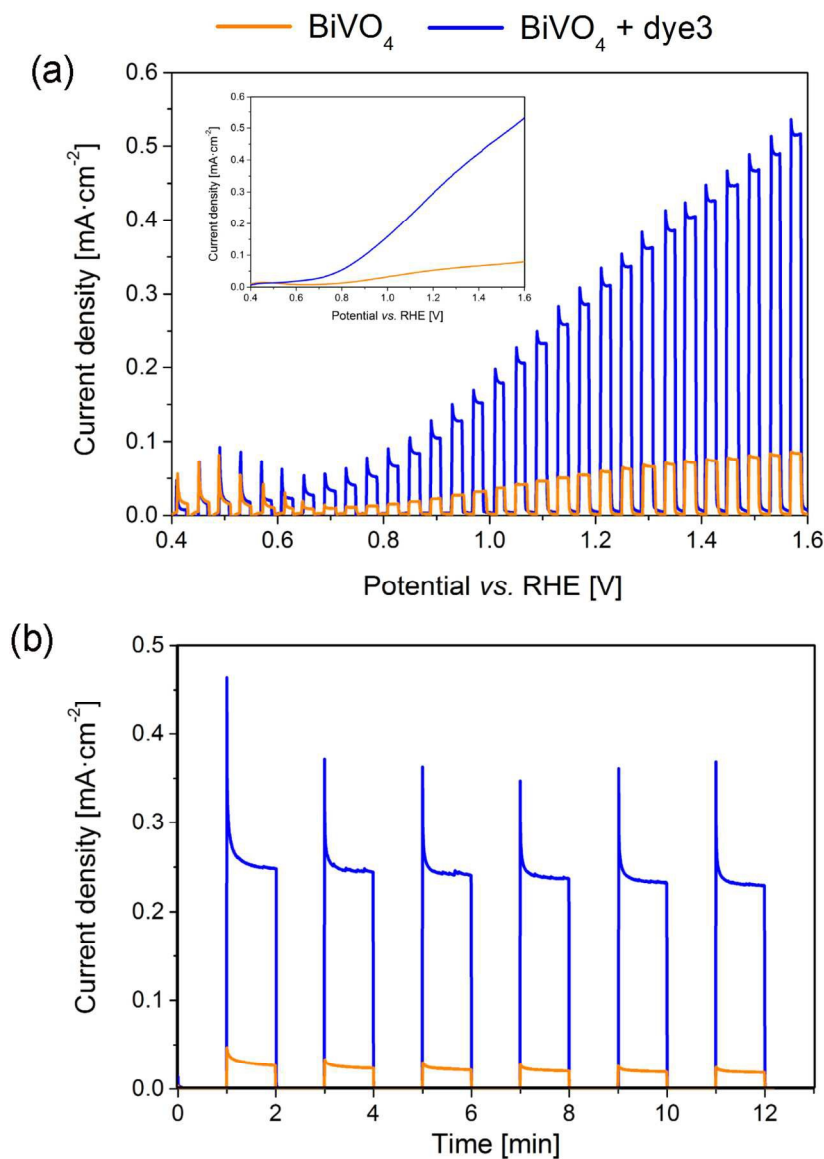 BiVO₄ BiVO₄ + dye3
(a)
0.6
0.5
0.4
0.3
0.2
0.1
0.0
Current density [mA·cm⁻²]
0.4 0.6 0.8 1.0 1.2 1.4 1.6
Potential vs. RHE [V]
0.6
0.5
0.4
0.3
0.2
0.1
0.0
Current density [mA·cm⁻²]
0.4 0.6 0.8 1.0 1.2 1.4 1.6
Potential vs. RHE [V]
(b)
0.5
0.4
0.3
0.2
0.1
0.0
Current density [mA·cm⁻²]
0 2 4 6 8 10 12
Time [min]